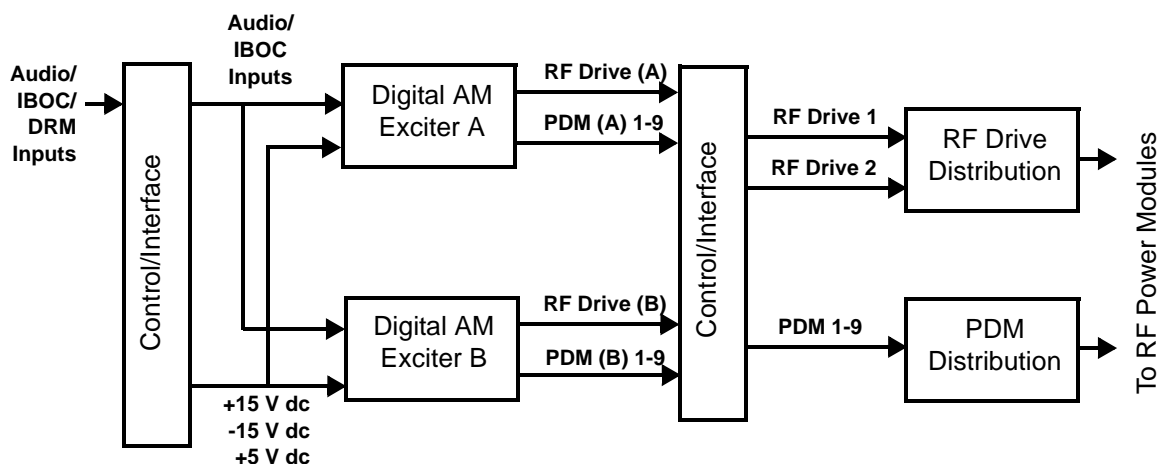 Audio/
IBOC/
DRM
Inputs
Control/Interface
Audio/
IBOC
Inputs
+15 V dc
-15 V dc
+5 V dc
Digital AM
Exciter A
Digital AM
Exciter B
RF Drive (A)
PDM (A) 1-9
RF Drive (B)
PDM (B) 1-9
Control/Interface
RF Drive 1
RF Drive 2
PDM 1-9
RF Drive
Distribution
PDM
Distribution
To RF Power Modules